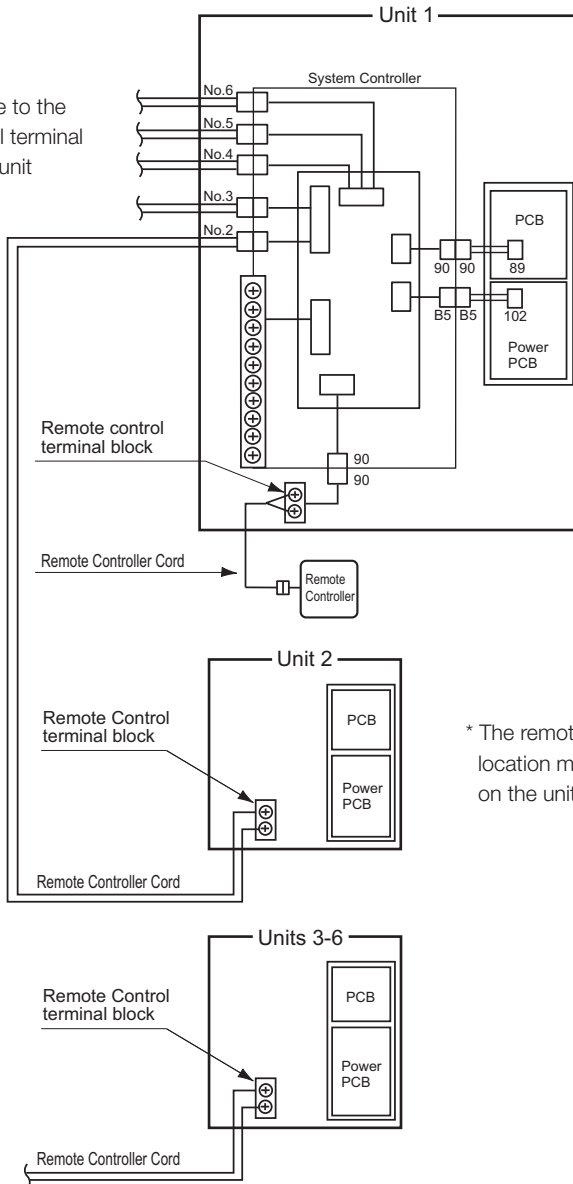 Unit 1
System Controller
e to the
l terminal
unit
No.6
No.5
No.4
No.3
No.2
PCB
90 90 89
B5 B5 102
Power
PCB
Remote control
terminal block
90
90
Remote Controller Cord
Remote
Controller
Unit 2
Remote Control
terminal block
PCB
Power
PCB
* The remot
location m
on the unit
Remote Controller Cord
Units 3-6
Remote Control
terminal block
PCB
Power
PCB
Remote Controller Cord